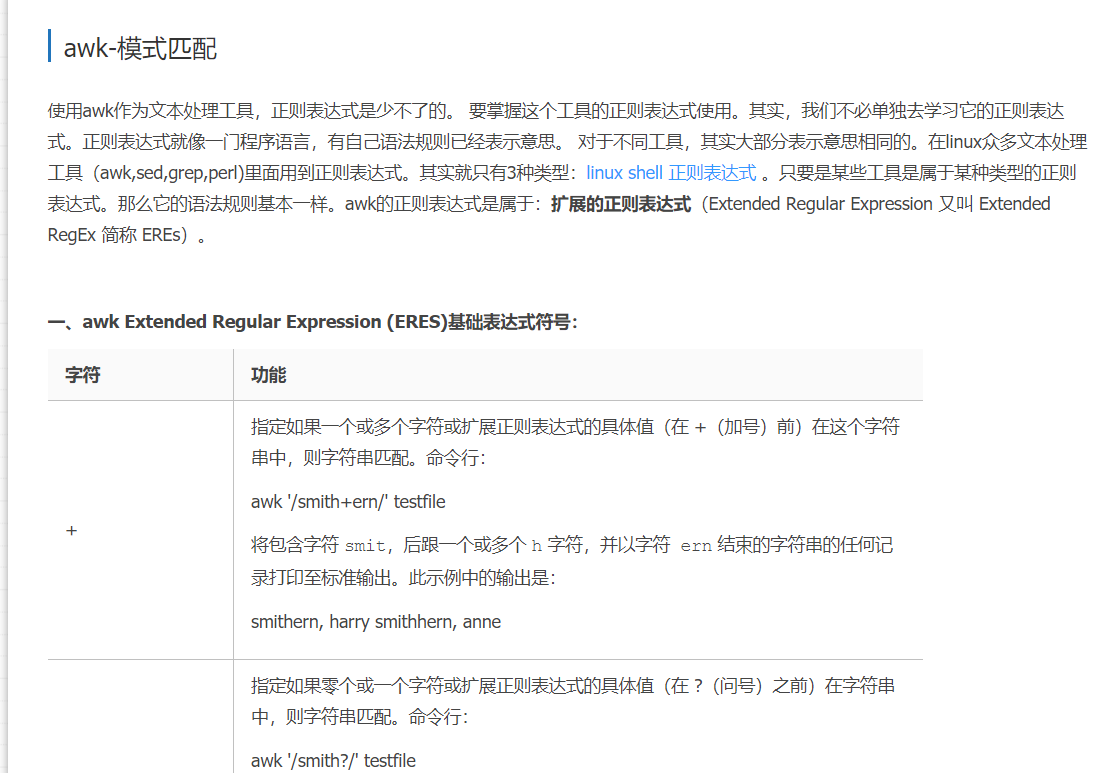 awk-模式匹配
使用awk作为文本处理工具，正则表达式是少不了的。 要掌握这个工具的正则表达式使用。其实，我们不必单独去学习它的正则表达
式。正则表达式就像一门程序语言，有自己语法规则已经表示意思。 对于不同工具，其实大部分表示意思相同的。在linux众多文本处理
工具（awk,sed,grep,perl)里面用到正则表达式。其实就只有3种类型：linux shell 正则表达式 。只要是某些工具是属于某种类型的正则
表达式。那么它的语法规则基本一样。awk的正则表达式是属于：扩展的正则表达式（Extended Regular Expression 又叫 Extended
RegEx 简称 EREs）。
一、awk Extended Regular Expression (ERES)基础表达式符号：
字符 功能
指定如果一个或多个字符或扩展正则表达式的具体值（在 +（加号）前）在这个字符
串中，则字符串匹配。命令行：
awk '/smith+ern/' testfile
+
将包含字符 smit，后跟一个或多个 h 字符，并以字符 ern 结束的字符串的任何记
录打印至标准输出。此示例中的输出是：
smithern, harry smithhern, anne
指定如果零个或一个字符或扩展正则表达式的具体值（在 ?（问号）之前）在字符串
中，则字符串匹配。命令行：
awk '/smith?/' testfile